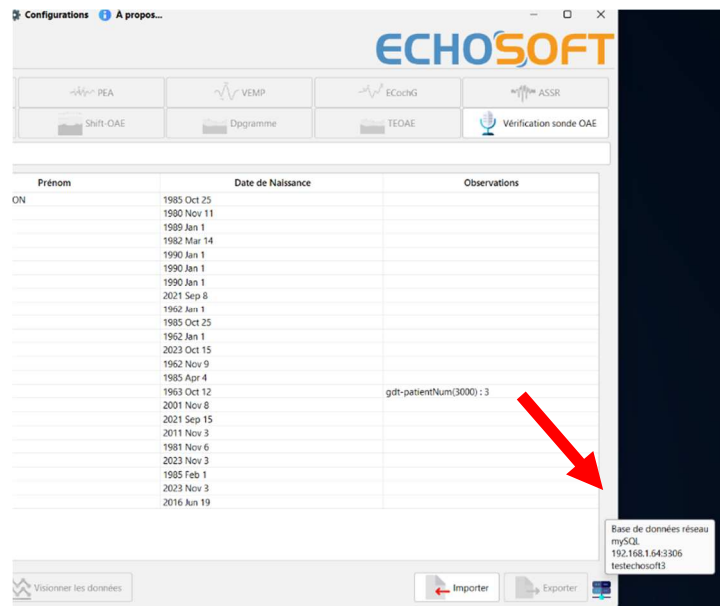 Configurations À propos...
ECHOSOFT
PEA VEMP ECochG ASSR
Shift-OAE Dpgramme TEOAE Vérification sonde OAE
Prénom Date de Naissance Observations
ON 1985 Oct 25
1980 Nov 11
1989 Jan 1
1982 Mar 14
1990 Jan 1
1990 Jan 1
1990 Jan 1
2021 Sep 8
1962 Jan 1
1985 Oct 25
1962 Jan 1
2023 Oct 15
1962 Nov 9
1985 Apr 4
1963 Oct 12 gdt-patientNum(3000) : 3
2001 Nov 8
2021 Sep 15
2011 Nov 3
1981 Nov 6
2023 Nov 3
1985 Feb 1
2023 Nov 3
2016 Jun 19
Base de données réseau
mySQL
192.168.1.64:3306
testechosoft3
Visionner les données Importer Exporter